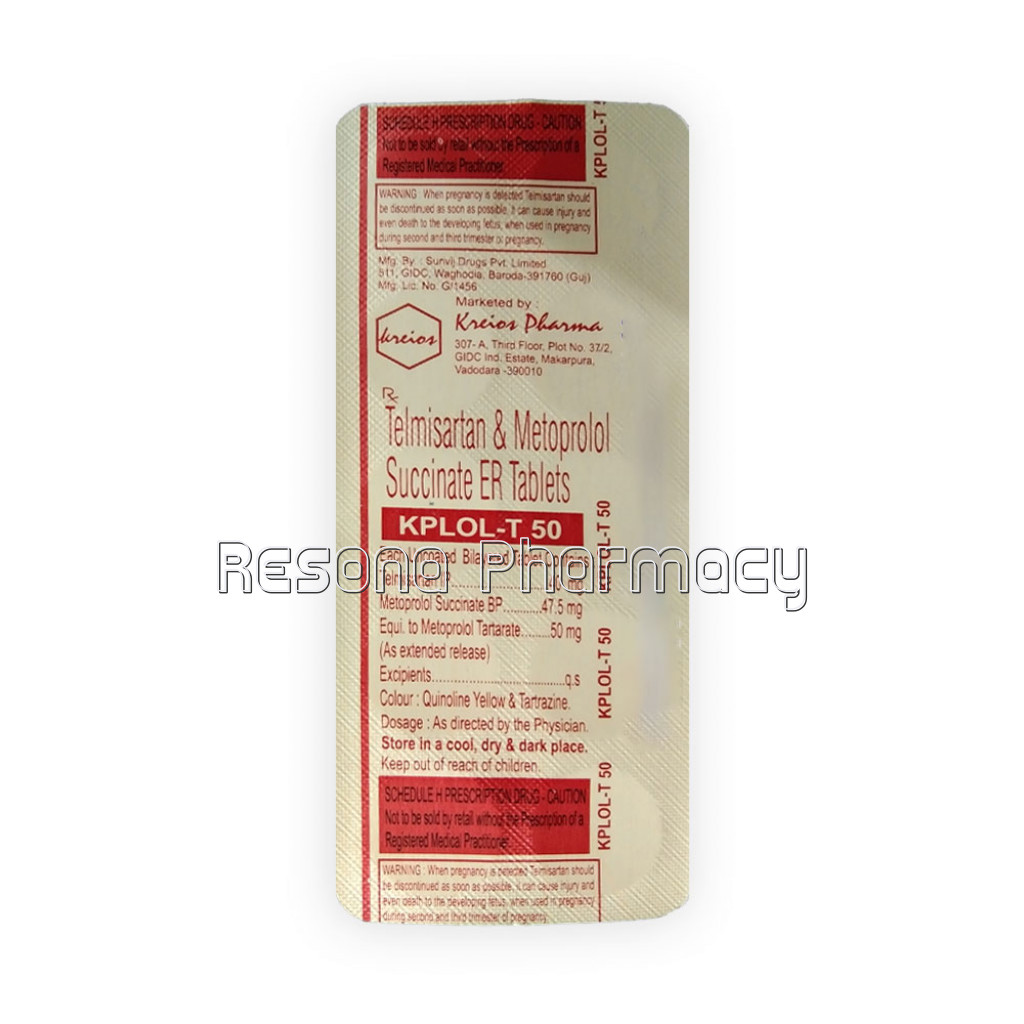 SCHEDULE H PRESCRIPTION DRUG - CAUTION
Not to be sold by retail without the Prescription of a
Registered Medical Practitioner.
WARNING : When pregnancy is detected Telmisartan should
be discontinued as soon as possible, it can cause injury and
even death to the developing fetus, when used in pregnancy
during second and third trimester of pregnancy.
Mfg. By : Sunvij Drugs Pvt. Limited
511, GIDC, Waghodia, Baroda-391760 (Guj)
Mfg. Lic. No. G/1456
Marketed by :
kreios
Kreios Pharma
307- A, Third Floor, Plot No. 37/2,
GIDC Ind. Estate, Makarpura,
Vadodara -390010
Rx
Telmisartan & Metoprolol
Succinate ER Tablets
KPLOL-T 50
Each Uncoated Bilayered Tablet Contains
Resona Pharmacy
Telmisartan IP mg
Metoprolol Succinate BP...........47.5 mg
Equi. to Metoprolol Tartarate.........50 mg
(As extended release)
Excipients.......................................q.s
Colour : Quinoline Yellow & Tartrazine.
Dosage : As directed by the Physician.
Store in a cool, dry & dark place.
Keep out of reach of children.
SCHEDULE H PRESCRIPTION DRUG - CAUTION
Not to be sold by retail without the Prescription of a
Registered Medical Practitioner.
WARNING : When pregnancy is detected Telmisartan should
be discontinued as soon as possible, it can cause injury and
even death to the developing fetus, when used in pregnancy
during second and third trimester of pregnancy.
KPLOL-T 5
KPLOL-T 50
KPLOL-T 50
KPLOL-T 50